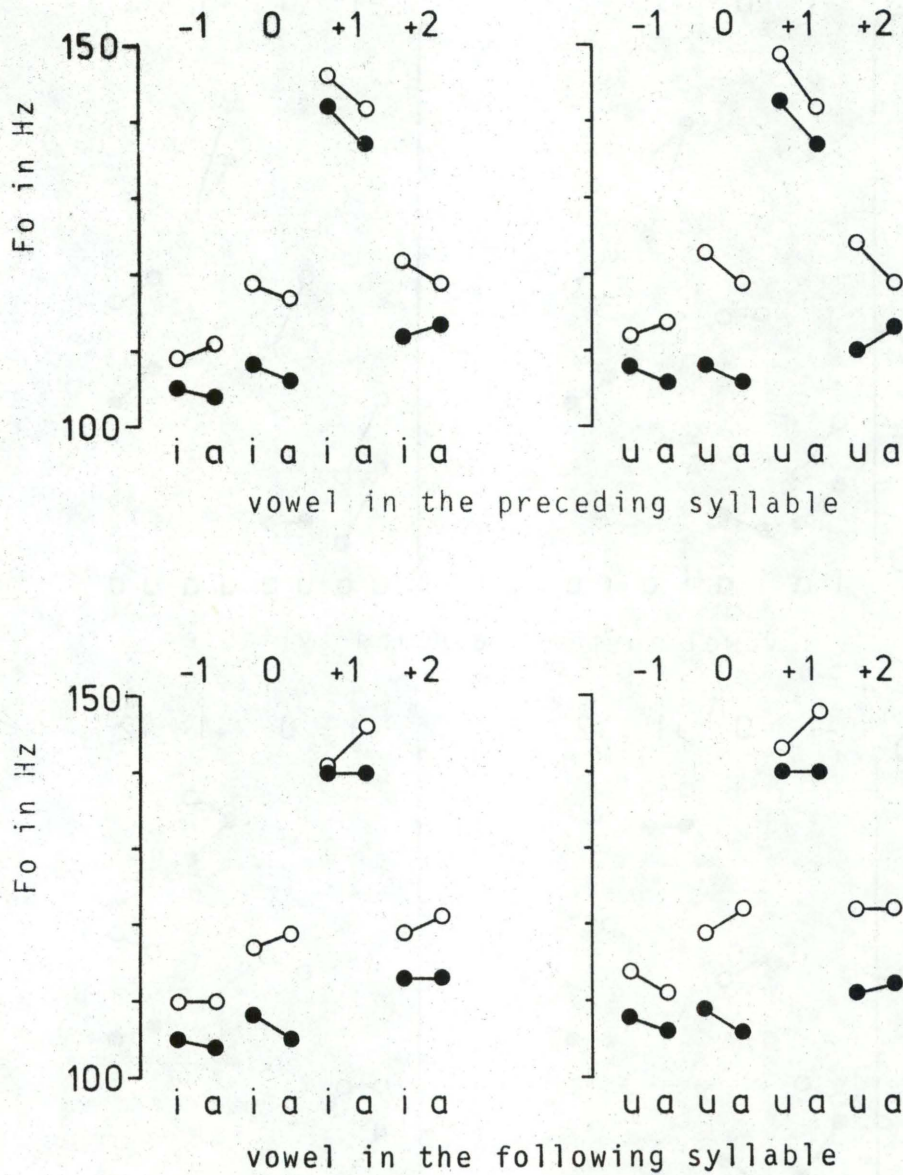 -1 0 +1 +2 -1 0 +1 +2
150
Fo in Hz
100
i a i a i a i a u a u a u a u a
vowel in the preceding syllable
-1 0 +1 +2 -1 0 +1 +2
150
Fo in Hz
100
i a i a i a i a u a u a u a u a
vowel in the following syllable